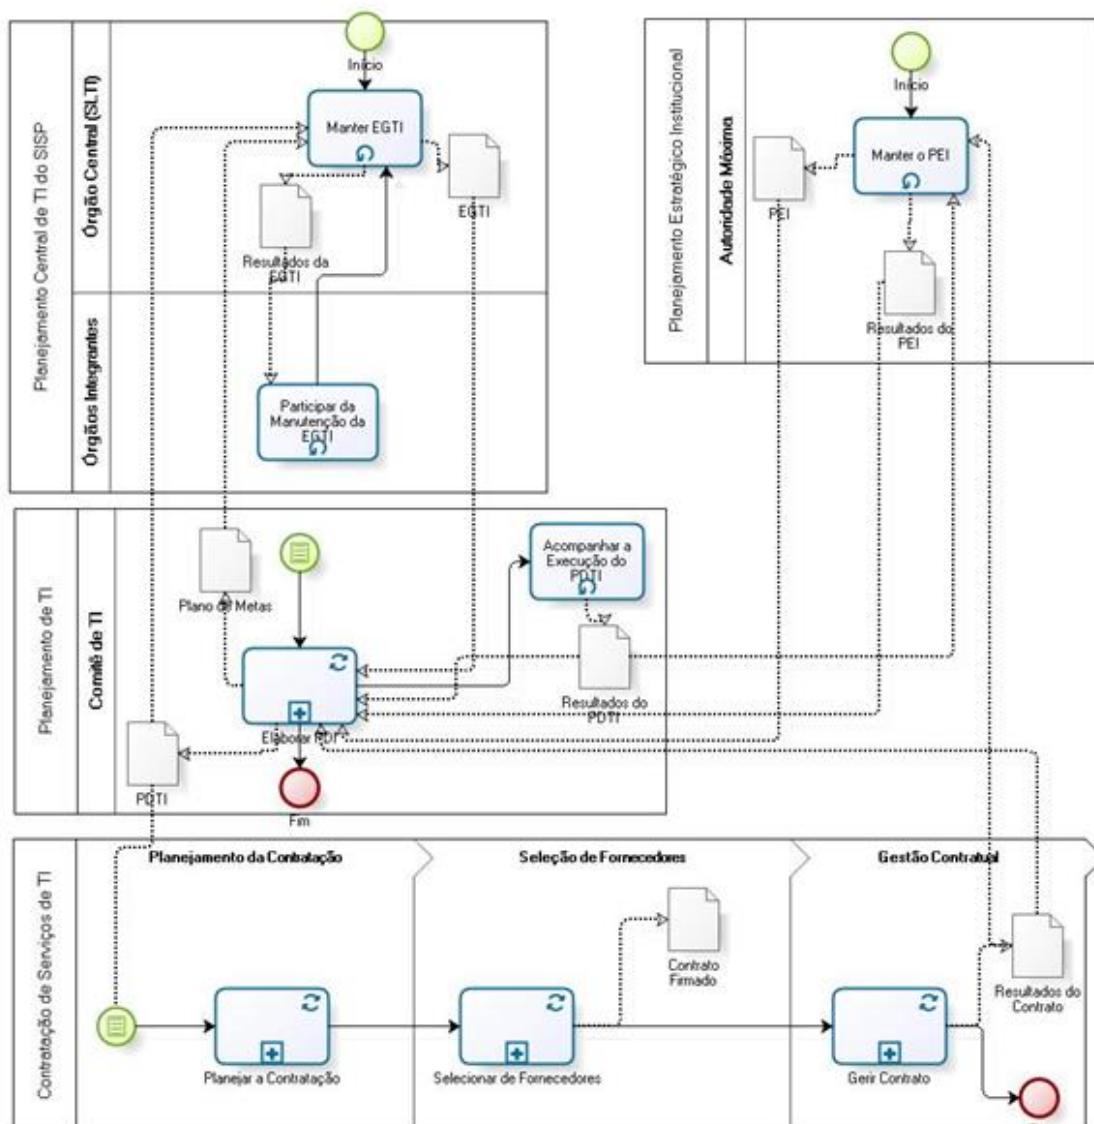 Planejamento Central de TI do SISP
Órgão Central (SLTI)
Início
Manter EGTI
EGTI
Resultados da
EGTI
Órgãos Integrantes
Participar da
Manutenção da
EGTI
Planejamento Estratégico Institucional
Autoridade Máxima
Início
Manter o PEI
PEI
Resultados do
PEI
Planejamento de TI
Comitê de TI
Plano de Metas
Acompanhar a
Execução do
PDTI
Resultados do
PDTI
Elaborar
PDTI
Fim
Contratação de Serviços de TI
Planejamento da Contratação
Seleção de Fornecedores
Gestão Contratual
Contrato
Firmado
Resultados do
Contrato
Planejar a Contratação
Selecionar de Fornecedores
Gerir Contrato